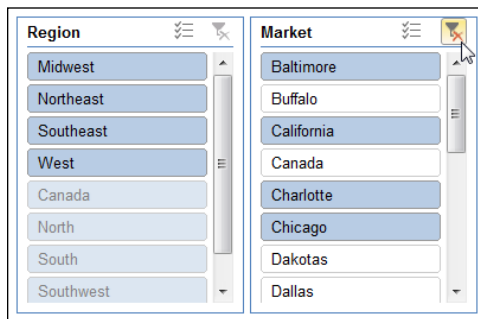 Region
Midwest
Northeast
Southeast
West
Canada
North
South
Southwest
Market
Baltimore
Buffalo
California
Canada
Charlotte
Chicago
Dakotas
Dallas